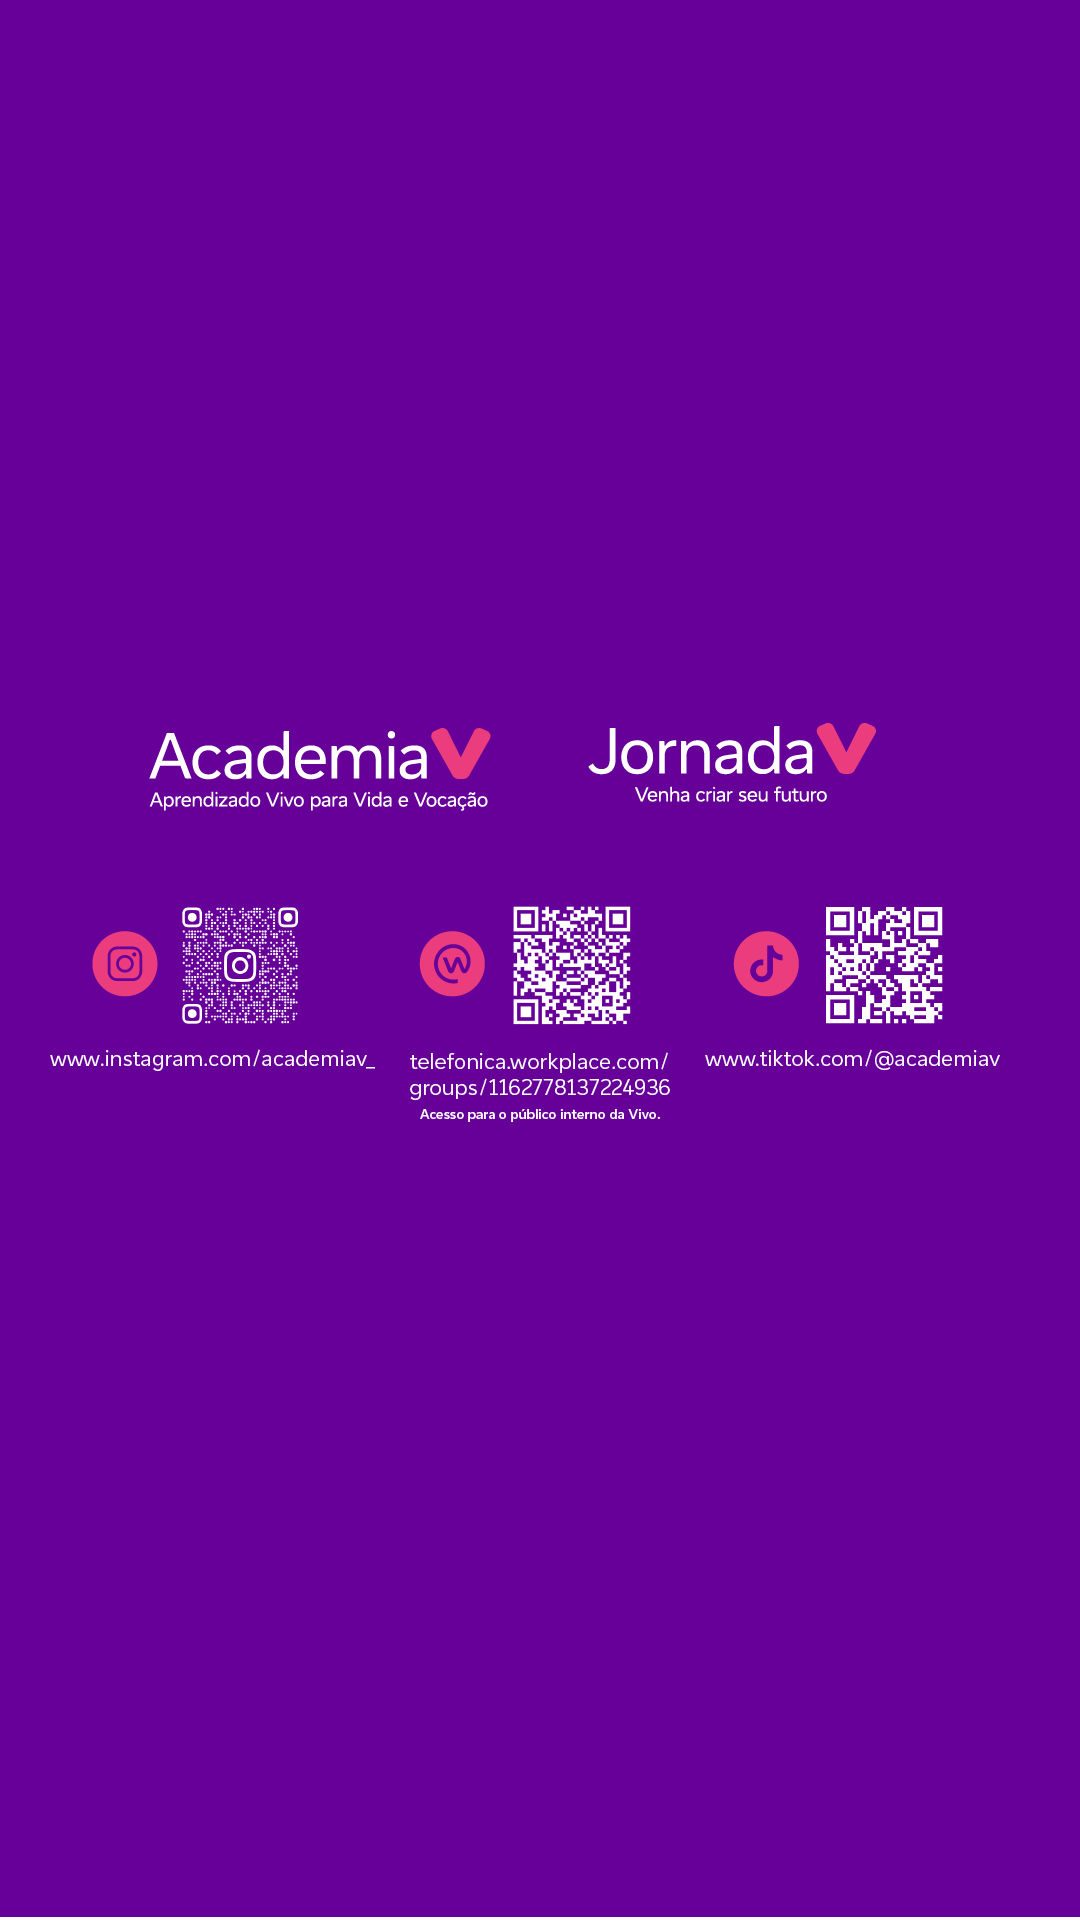 AcademiaV
Aprendizado Vivo para Vida e Vocação
JornadaV
Venha criar seu futuro
www.instagram.com/academiav_
telefonica.workplace.com/
groups/1162778137224936
Acesso para o público interno da Vivo.
www.tiktok.com/@academiav